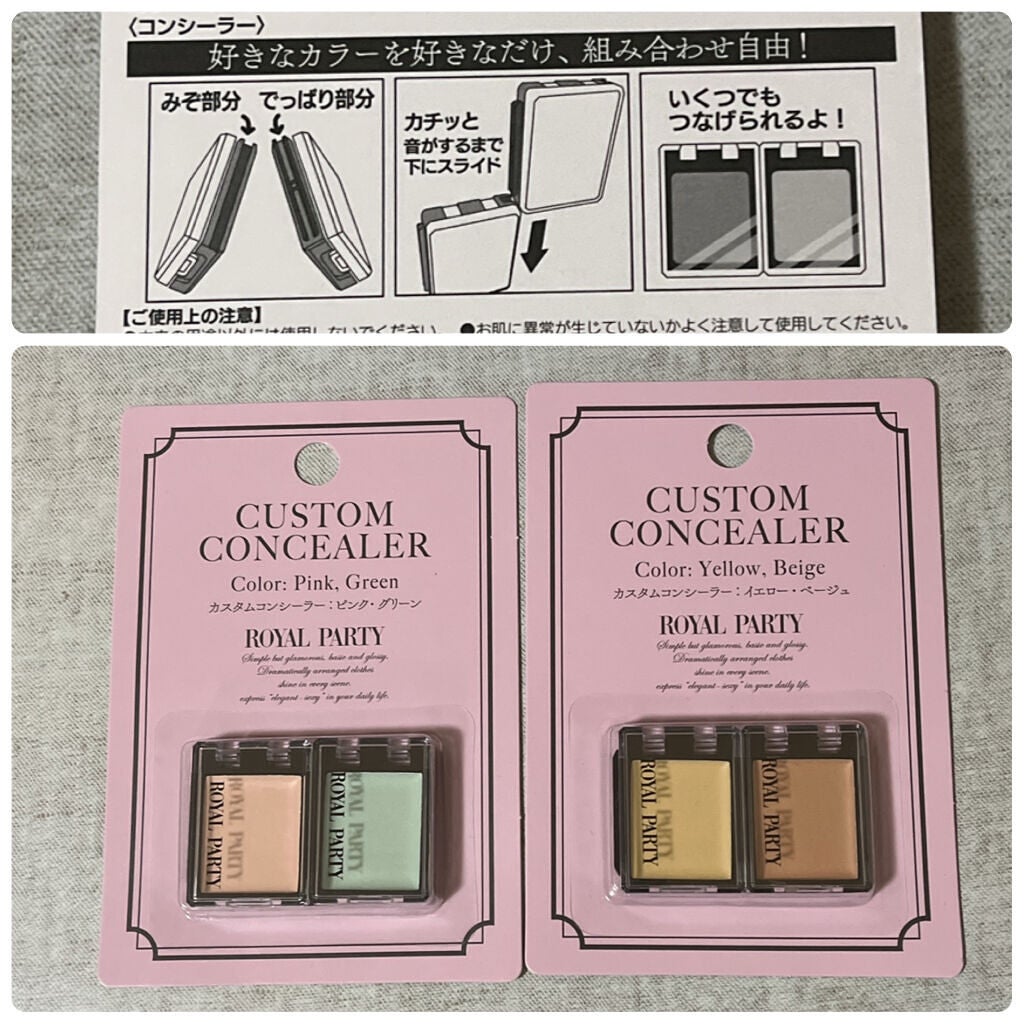 〈コンシーラー〉
好きなカラーを好きなだけ、組み合わせ自由！
みぞ部分 でっぱり部分
カチッと
音がするまで
下にスライド
いくつでも
つなげられるよ！
【ご使用上の注意】
●お肌に異常が生じていないかよく注意して使用してください。
CUSTOM
CONCEALER
Color: Pink, Green
カスタムコンシーラー：ピンク・グリーン
ROYAL PARTY
Simple but glamorous, basic and glossy.
Dramatically arranged clothes
shine in every scene.
express "elegant-sexy" in your daily life.
ROYAL PARTY
ROYAL PARTY
CUSTOM
CONCEALER
Color: Yellow, Beige
カスタムコンシーラー：イエロー・ベージュ
ROYAL PARTY
Simple but glamorous, basic and glossy.
Dramatically arranged clothes
shine in every scene.
express "elegant-sexy" in your daily life.
ROYAL PARTY
ROYAL PARTY